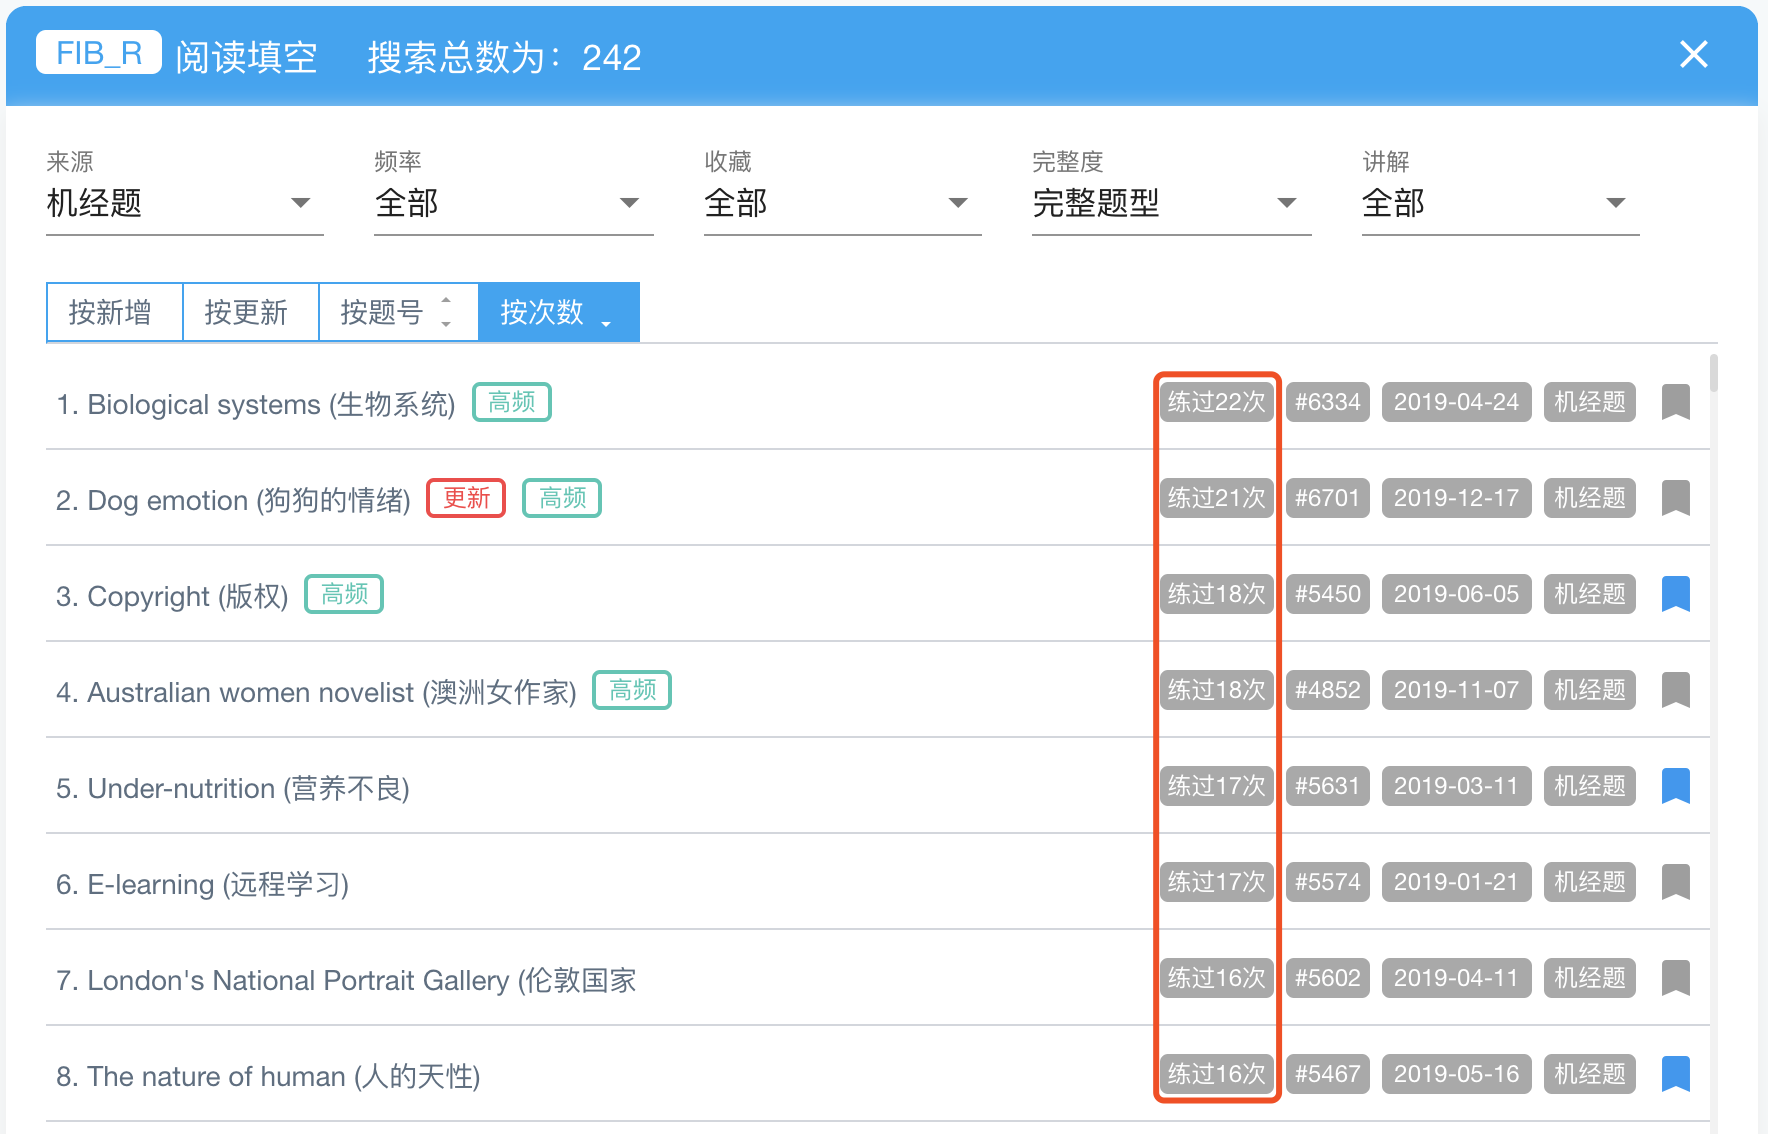 FIB_R 阅读填空 搜索总数为：242
来源 频率 收藏 完整度 讲解
机经题 全部 全部 完整题型 全部
按新增 按更新 按题号 按次数
1. Biological systems (生物系统) 高频 练过22次 #6334 2019-04-24 机经题
2. Dog emotion (狗狗的情绪) 更新 高频 练过21次 #6701 2019-12-17 机经题
3. Copyright (版权) 高频 练过18次 #5450 2019-06-05 机经题
4. Australian women novelist (澳洲女作家) 高频 练过18次 #4852 2019-11-07 机经题
5. Under-nutrition (营养不良) 练过17次 #5631 2019-03-11 机经题
6. E-learning (远程学习) 练过17次 #5574 2019-01-21 机经题
7. London's National Portrait Gallery (伦敦国家 练过16次 #5602 2019-04-11 机经题
8. The nature of human (人的天性) 练过16次 #5467 2019-05-16 机经题